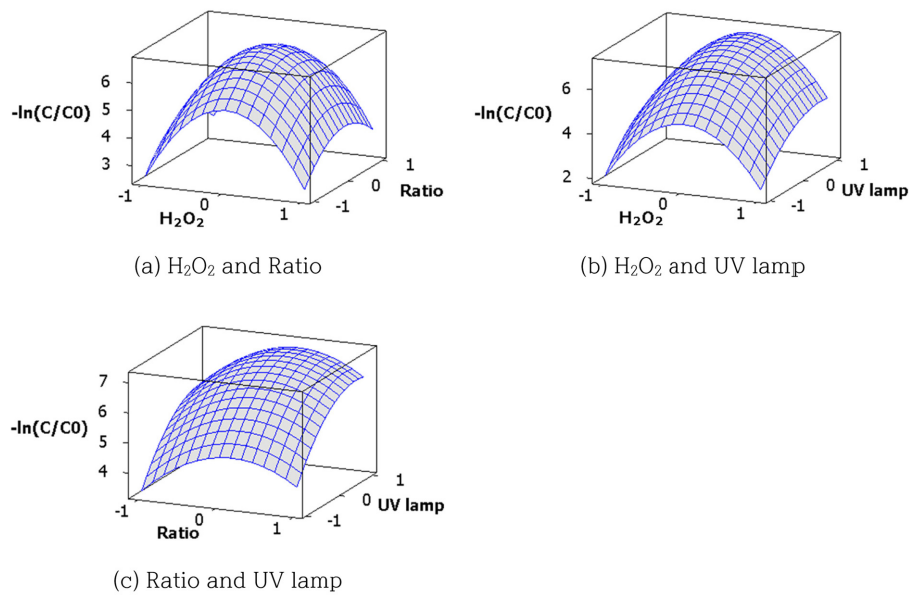 6
5
4
3
-ln(C/C0)
-1
0
1
H₂O₂
-1
0
1
Ratio
(a) H₂O₂ and Ratio
6
4
2
-ln(C/C0)
-1
0
1
H₂O₂
-1
0
1
UV lamp
(b) H₂O₂ and UV lamp
7
6
5
4
-ln(C/C0)
-1
0
1
Ratio
-1
0
1
UV lamp
(c) Ratio and UV lamp